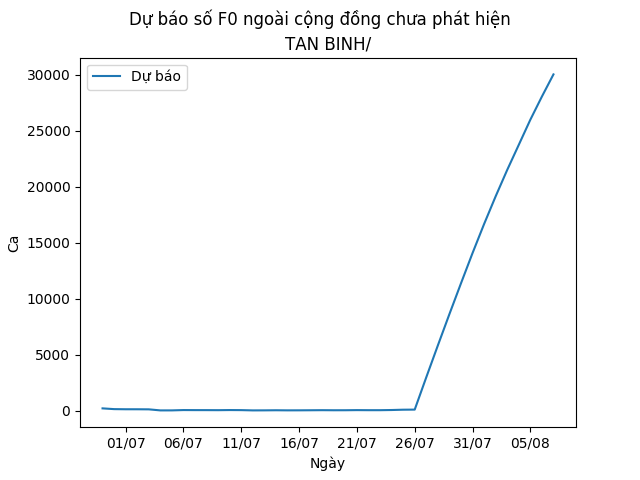 Dự báo số F0 ngoài cộng đồng chưa phát hiện
TAN BINH/
Dự báo
30000
25000
20000
15000
10000
5000
0
Ca
01/07 06/07 11/07 16/07 21/07 26/07 31/07 05/08
Ngày